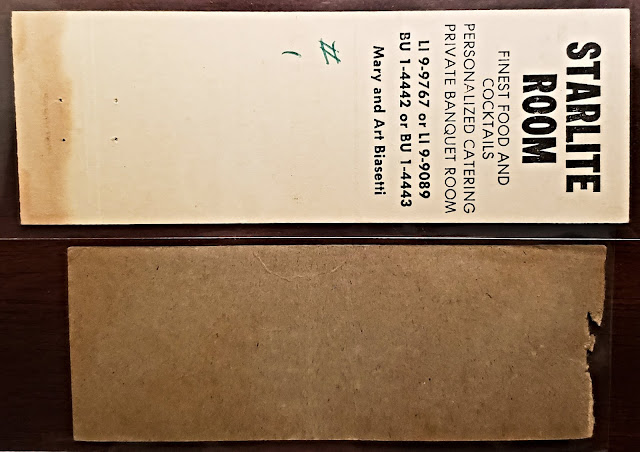 STARLITE
ROOM
FINEST FOOD AND
COCKTAILS
PERSONALIZED CATERING
PRIVATE BANQUET ROOM
LI 9-9767 or LI 9-9089
BU 1-4442 or BU 1-4443
Mary and Art Biasetti